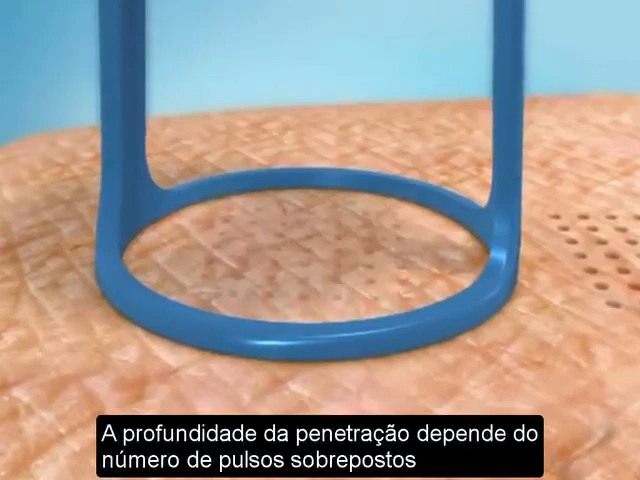 A profundidade da penetração depende do
número de pulsos sobrepostos